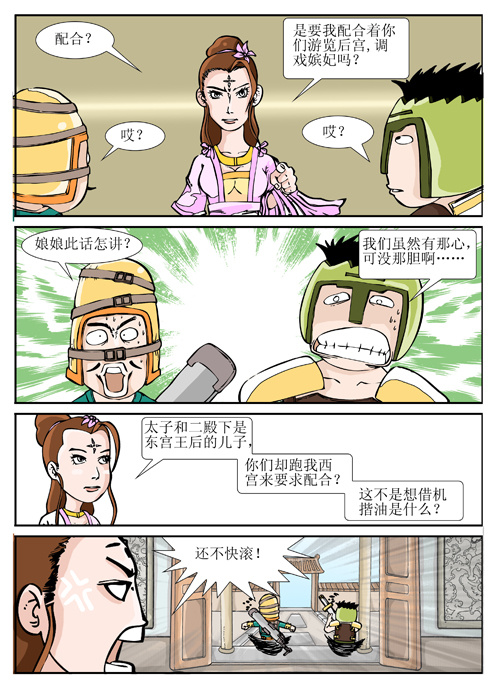 配合？
是要我配合着你
们游览后宫，调
戏嫔妃吗？
哎？
哎？
娘娘此话怎讲？
我们虽然有那心，
可没那胆啊……
太子和二殿下是
东宫王后的儿子，
你们却跑我西
宫来要求配合？
这不是想借机
揩油是什么？
还不快滚！